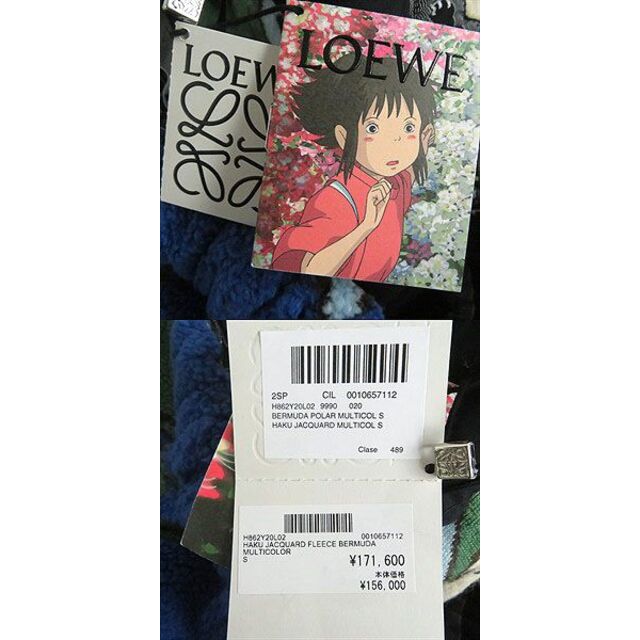 LOEWE
LOEWE
2SP CIL 0010657112
H862Y20L02 9990 020
BERMUDA POLAR MULTICOL S
HAKU JACQUARD MULTICOL S
Clase 489
H862Y20L02 0010657112
HAKU JACQUARD FLEECE BERMUDA
MULTICOLOR
S
¥171,600
本体価格
¥156,000